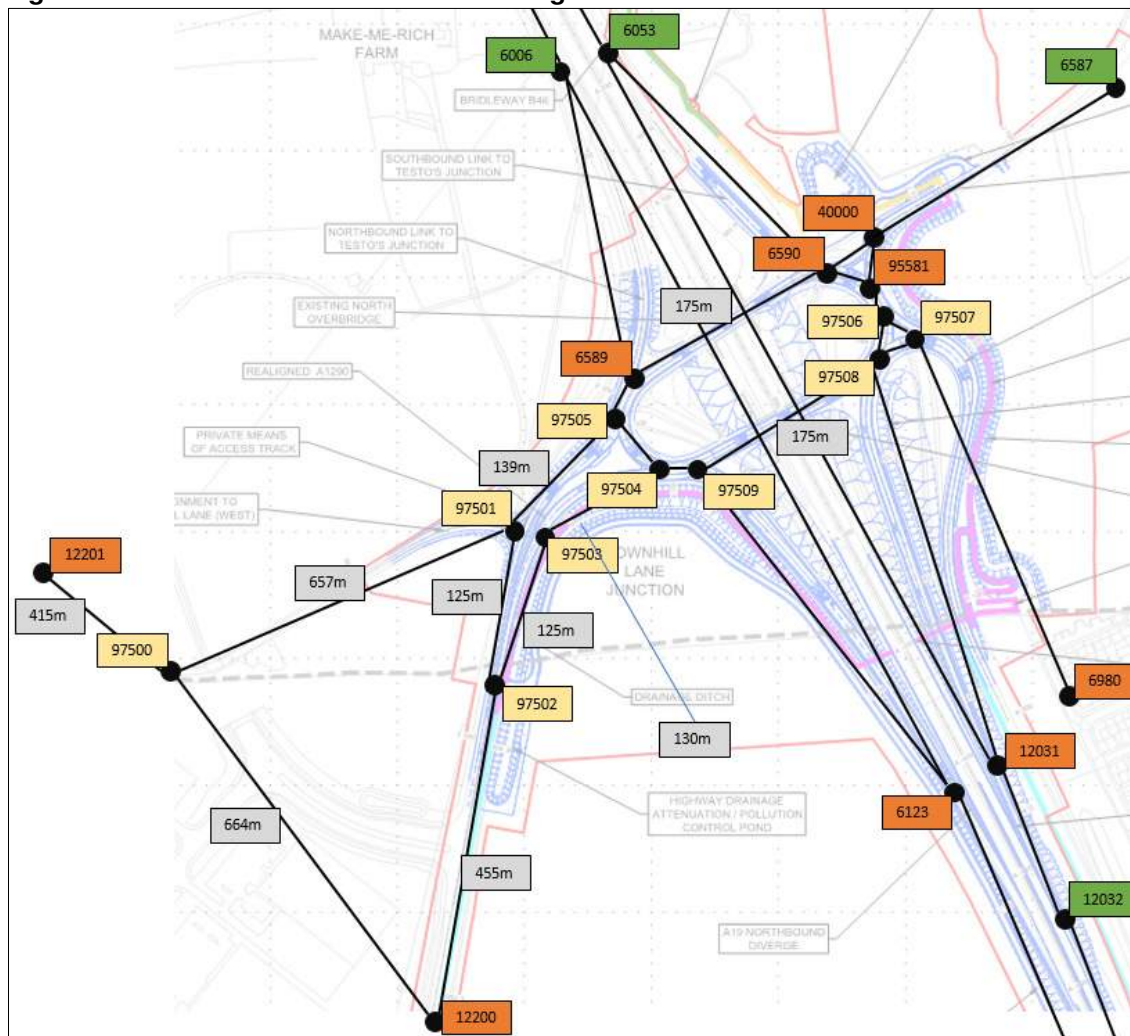 MAKE-ME-RICH
FARM
6006
6053
6587
BRIDLEWAY B46
SOUTHBOUND LINK TO
TESTO'S JUNCTION
40000
6590
95581
NORTHBOUND LINK TO
TESTO'S JUNCTION
175m
97506
97507
EXISTING NORTH
OVERBRIDGE
6589
97508
REALIGNED A1290
97505
PRIVATE MEANS
OF ACCESS TRACK
175m
139m
97504
97509
97501
L LANE (WEST)
97503
OWNHILL
LANE
JUNCTION
12201
657m
125m
415m
125m
97500
97502
DRAINAGE DITCH
6980
130m
12031
6123
HIGHWAY DRAINAGE
ATTENUATION / POLLUTION
CONTROL POND
664m
455m
12032
A19 NORTHBOUND
DIVERGE
12200